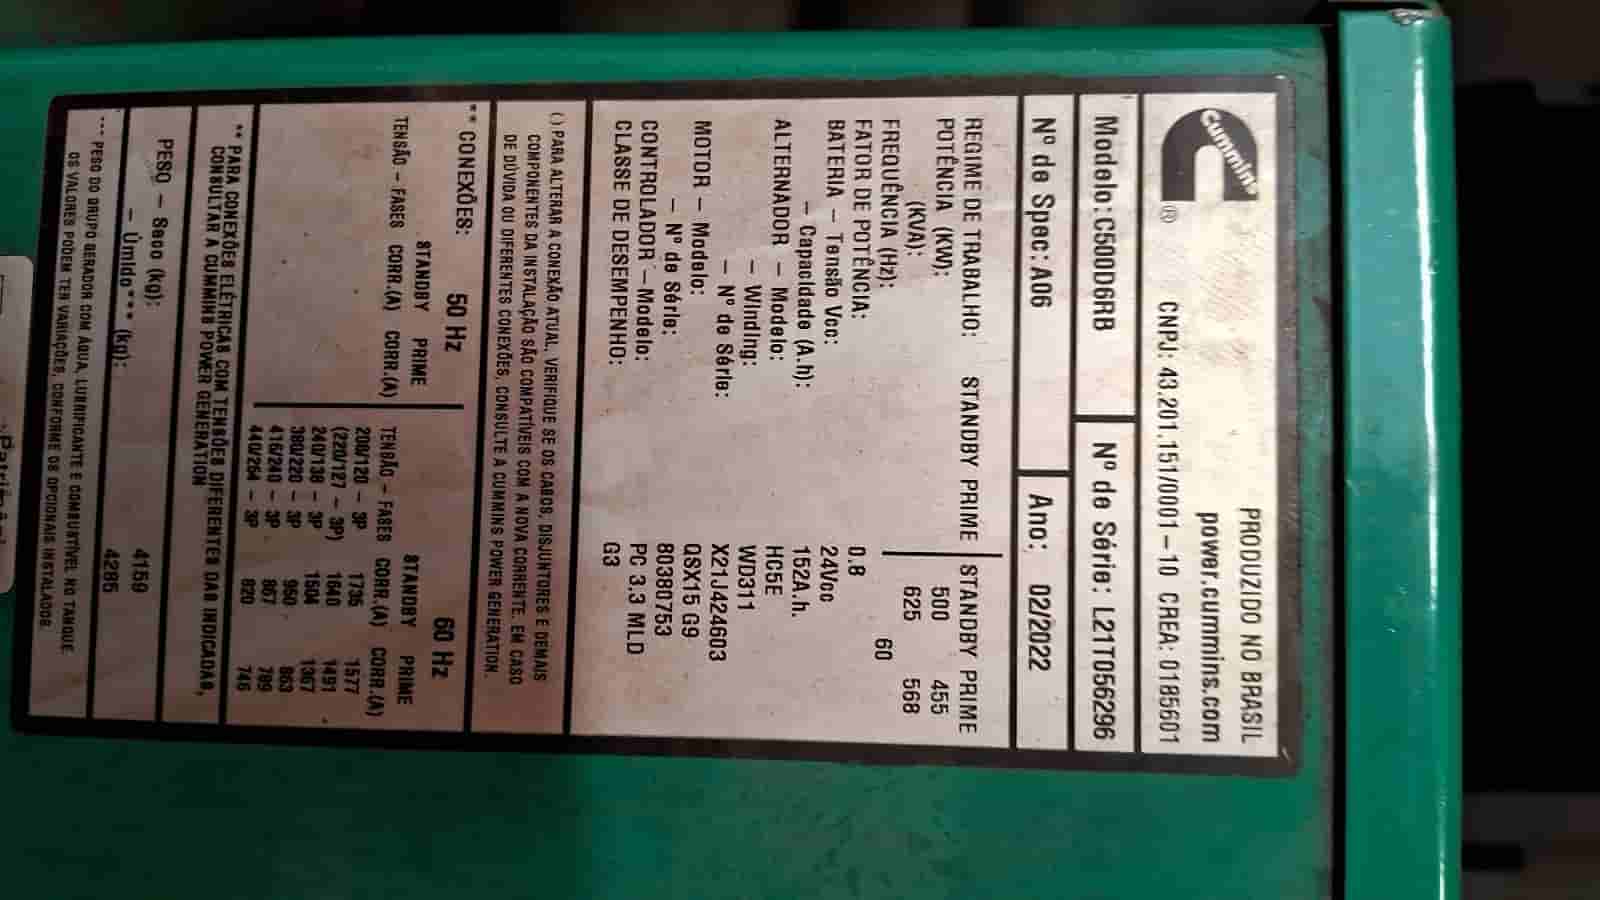 cummins ®
PRODUZIDO NO BRASIL
power.cummins.com
CNPJ: 43.201.151/0001-10 CREA: 0185601
Modelo: C500D6RB Nº de Série: L21T056296
Nº de Spec: A06 Ano: 02/2022
REGIME DE TRABALHO: STANDBY PRIME STANDBY PRIME
POTÊNCIA (KW): 500 455
(KVA): 625 568
FREQUÊNCIA (Hz): 60
FATOR DE POTÊNCIA: 0.8
BATERIA - Tensão Vcc: 24Vcc
- Capacidade (A.h): 152A.h.
ALTERNADOR - Modelo: HC5E
- Winding: WD311
- Nº de Série: X21J424603
MOTOR - Modelo: QSX15 G9
- Nº de Série: 80380753
CONTROLADOR - Modelo: PC 3.3 MLD
CLASSE DE DESEMPENHO: G3
( ) PARA ALTERAR A CONEXÃO ATUAL, VERIFIQUE SE OS CABOS, DISJUNTORES E DEMAIS
COMPONENTES DA INSTALAÇÃO SÃO COMPATÍVEIS COM A NOVA CORRENTE. EM CASO
DE DÚVIDA OU DIFERENTES CONEXÕES, CONSULTE A CUMMINS POWER GENERATION.
** CONEXÕES: 50 Hz 60 Hz
STANDBY PRIME STANDBY PRIME
TENSÃO - FASES CORR.(A) CORR.(A) TENSÃO - FASES CORR.(A) CORR.(A)
208/120 - 3P 1735 1577
(220/127 - 3P) 1640 1491
240/138 - 3P 1504 1367
380/220 - 3P 950 863
416/240 - 3P 867 789
440/254 - 3P 820 746
** PARA CONEXÕES ELÉTRICAS COM TENSÕES DIFERENTES DAS INDICADAS,
CONSULTAR A CUMMINS POWER GENERATION
PESO - Seco (kg): 4159
- Úmido*** (kg): 4285
*** PESO DO GRUPO GERADOR COM ÁGUA, LUBRIFICANTE E COMBUSTÍVEL NO TANQUE.
OS VALORES PODEM TER VARIAÇÕES, CONFORME OS OPCIONAIS INSTALADOS.